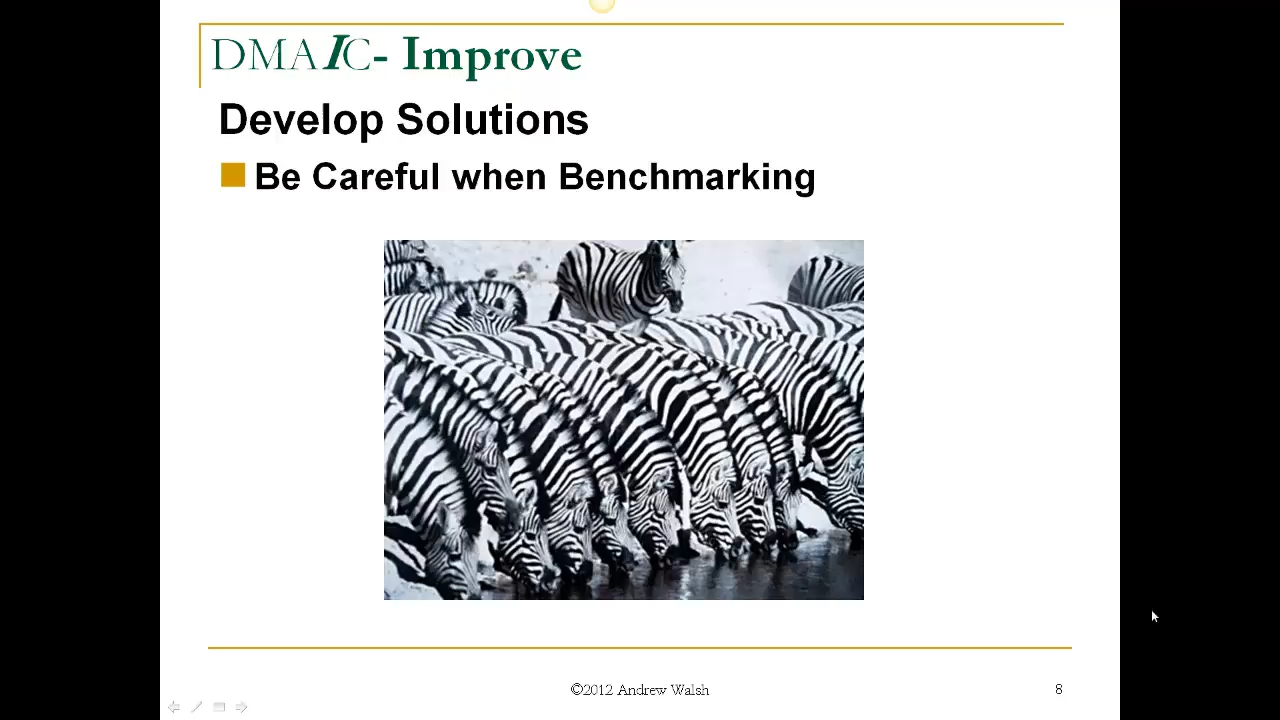 DMAIC- Improve
Develop Solutions
Be Careful when Benchmarking
©2012 Andrew Walsh
8